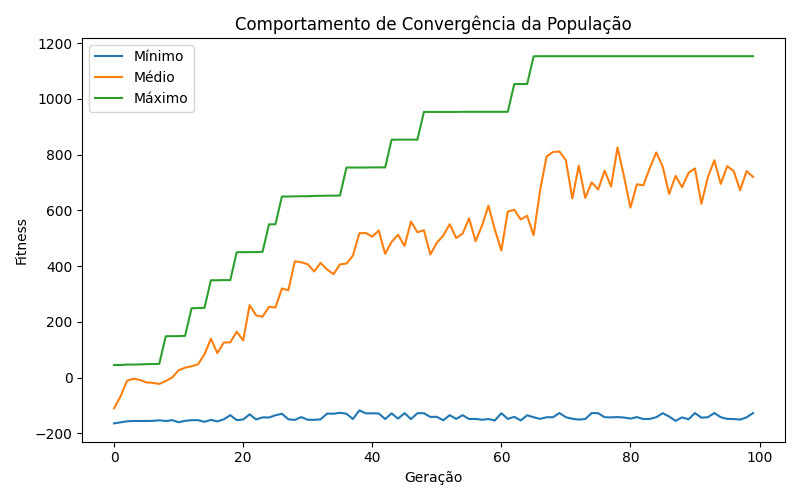 Comportamento de Convergência da População
Mínimo
Médio
Máximo
1200
1000
800
600
400
200
0
−200
Fitness
0 20 40 60 80 100
Geração